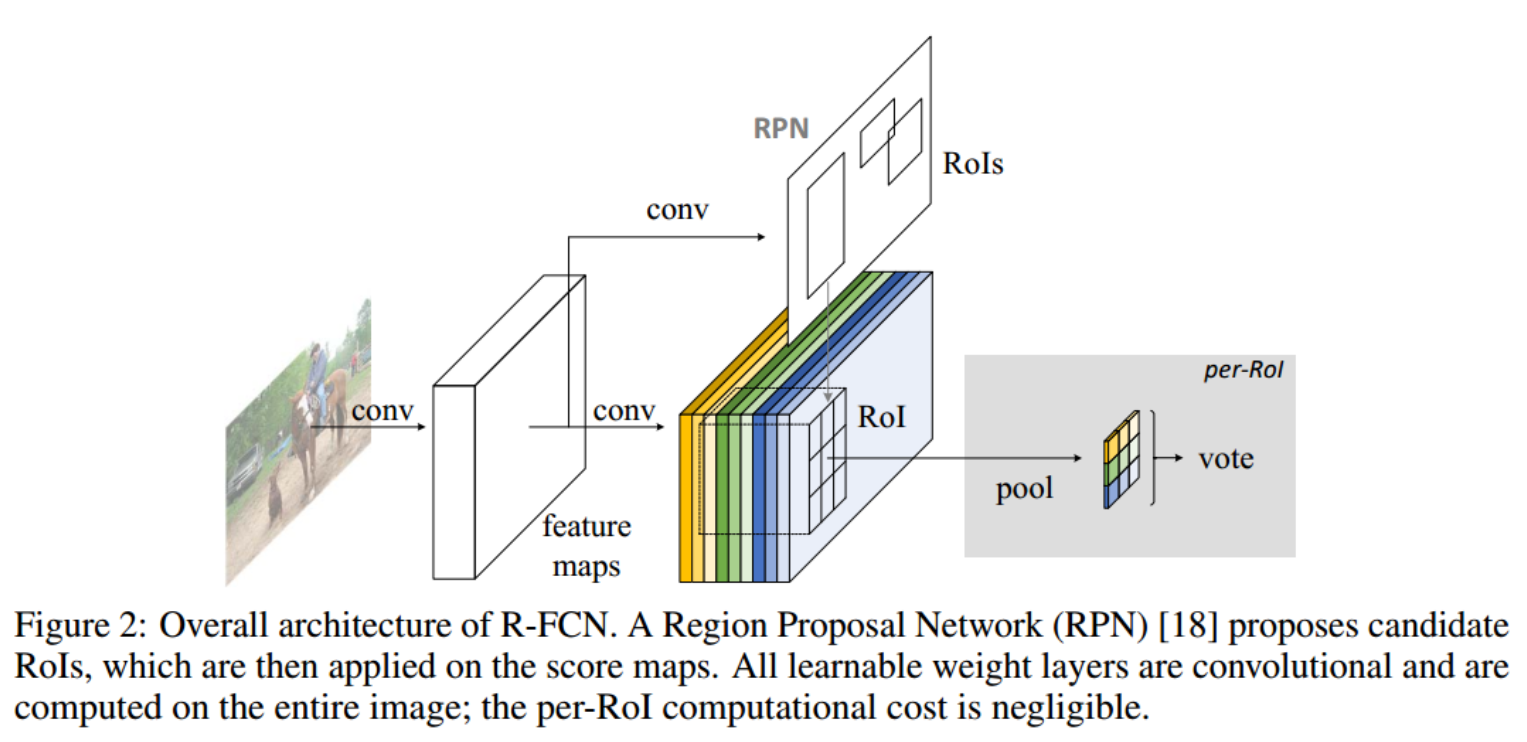 RPN
RoIs
conv
conv
conv
RoI
per-RoI
pool
vote
feature
maps
Figure 2: Overall architecture of R-FCN. A Region Proposal Network (RPN) [18] proposes candidate
RoIs, which are then applied on the score maps. All learnable weight layers are convolutional and are
computed on the entire image; the per-RoI computational cost is negligible.